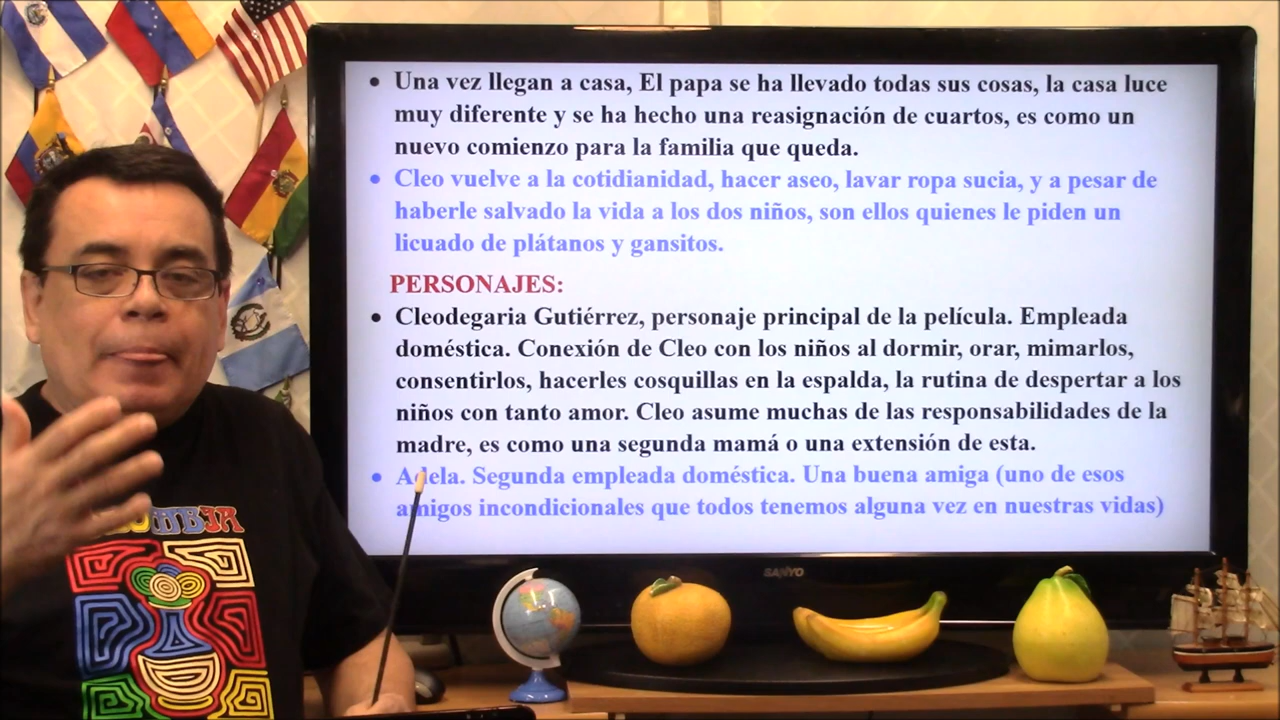 • Una vez llegan a casa, El papa se ha llevado todas sus cosas, la casa luce
muy diferente y se ha hecho una reasignación de cuartos, es como un
nuevo comienzo para la familia que queda.
• Cleo vuelve a la cotidianidad, hacer aseo, lavar ropa sucia, y a pesar de
haberle salvado la vida a los dos niños, son ellos quienes le piden un
licuado de plátanos y gansitos.
PERSONAJES:
• Cleodegaria Gutiérrez, personaje principal de la película. Empleada
doméstica. Conexión de Cleo con los niños al dormir, orar, mimarlos,
consentirlos, hacerles cosquillas en la espalda, la rutina de despertar a los
niños con tanto amor. Cleo asume muchas de las responsabilidades de la
madre, es como una segunda mamá o una extensión de esta.
• Adela. Segunda empleada doméstica. Una buena amiga (uno de esos
amigos incondicionales que todos tenemos alguna vez en nuestras vidas)
SANYO